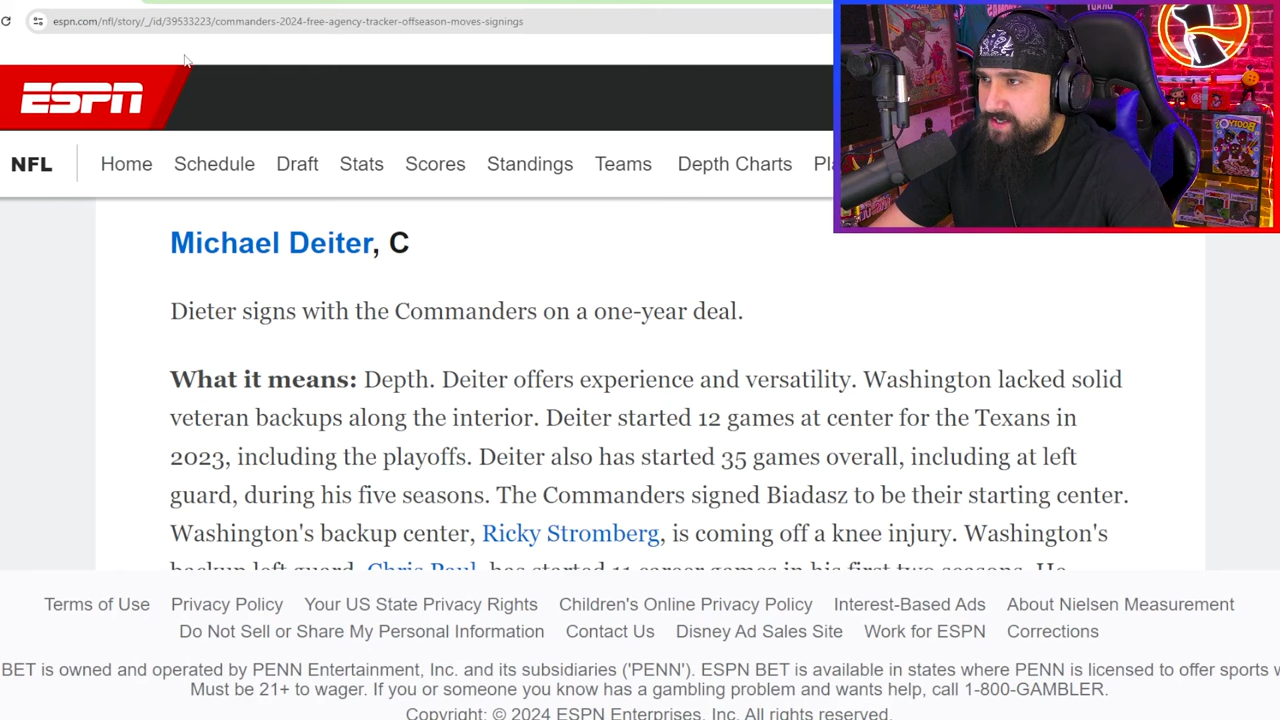 espn.com/nfl/story/_/id/39533223/commanders-2024-free-agency-tracker-offseason-moves-signings
ESPN
NFL
Home Schedule Draft Stats Scores Standings Teams Depth Charts
Michael Deiter, C
Dieter signs with the Commanders on a one-year deal.
What it means: Depth. Deiter offers experience and versatility. Washington lacked solid
veteran backups along the interior. Deiter started 12 games at center for the Texans in
2023, including the playoffs. Deiter also has started 35 games overall, including at left
guard, during his five seasons. The Commanders signed Biadasz to be their starting center.
Washington's backup center, Ricky Stromberg, is coming off a knee injury. Washington's
backup left guard, Chris Paul, has started 11 career games in his first two seasons. He
Terms of Use Privacy Policy Your US State Privacy Rights Children's Online Privacy Policy Interest-Based Ads About Nielsen Measurement
Do Not Sell or Share My Personal Information Contact Us Disney Ad Sales Site Work for ESPN Corrections
BET is owned and operated by PENN Entertainment, Inc. and its subsidiaries ('PENN'). ESPN BET is available in states where PENN is licensed to offer sports
Must be 21+ to wager. If you or someone you know has a gambling problem and wants help, call 1-800-GAMBLER.
Copyright: © 2024 ESPN Enterprises, Inc. All rights reserved.